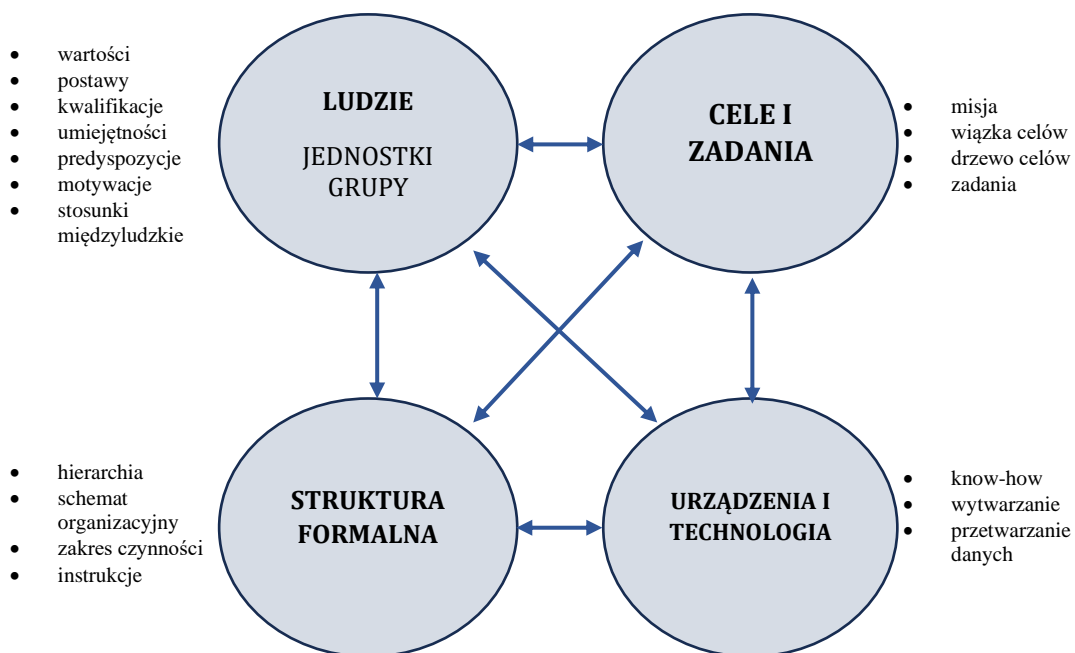 wartości
postawy
kwalifikacje
umiejętności
predyspozycje
motywacje
stosunki
międzyludzkie
LUDZIE
JEDNOSTKI
GRUPY
CELE I
ZADANIA
misja
wiązka celów
drzewo celów
zadania
hierarchia
schemat
organizacyjny
zakres czynności
instrukcje
STRUKTURA
FORMALNA
URZĄDZENIA I
TECHNOLOGIA
know-how
wytwarzanie
przetwarzanie
danych